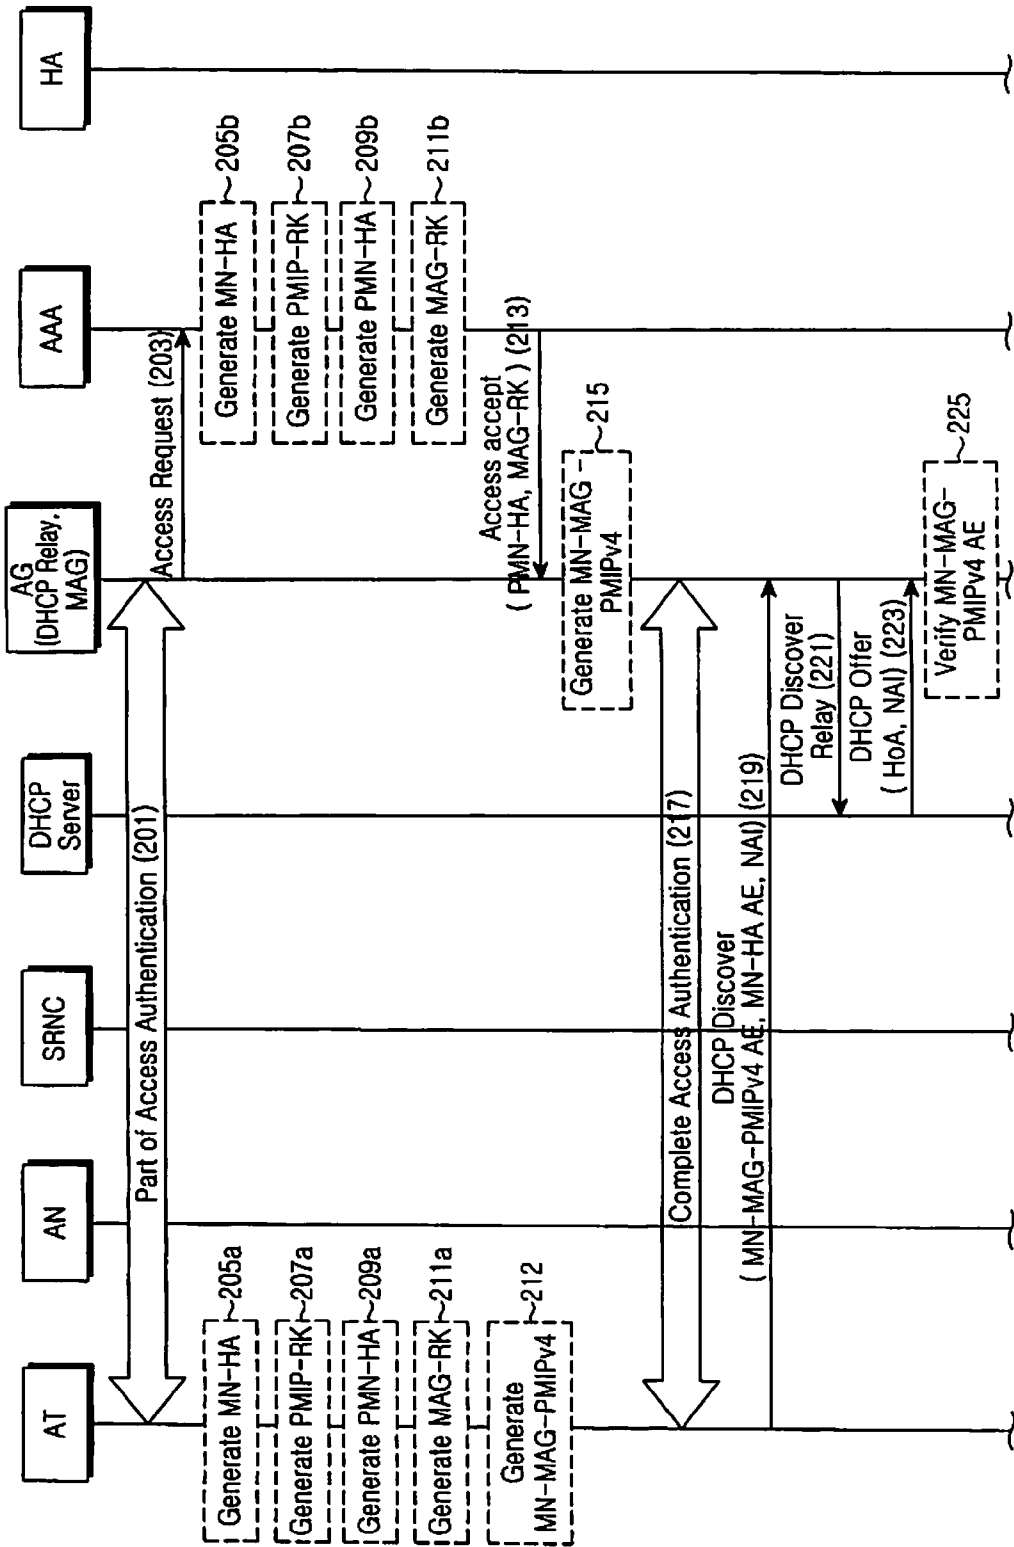 AT
AN
SRNC
DHCP
Server
AG
(DHCP Relay,
MAG)
AAA
HA
Part of Access Authentication (201)
Access Request (203)
Generate MN-HA
205a
Generate PMIP-RK
207a
Generate PMN-HA
209a
Generate MAG-RK
211a
Generate
MN-MAG-PMIPv4
212
Generate MN-HA
205b
Generate PMIP-RK
207b
Generate PMN-HA
209b
Generate MAG-RK
211b
Access accept
( PMN-HA, MAG-RK ) (213)
Generate MN-MAG -
PMIPv4
215
Complete Access Authentication (217)
DHCP Discover
( MN-MAG-PMIPv4 AE, MN-HA AE, NAI) (219)
DHCP Discover
Relay (221)
DHCP Offer
( HoA, NAI) (223)
Verify MN-MAG-
PMIPv4 AE
225